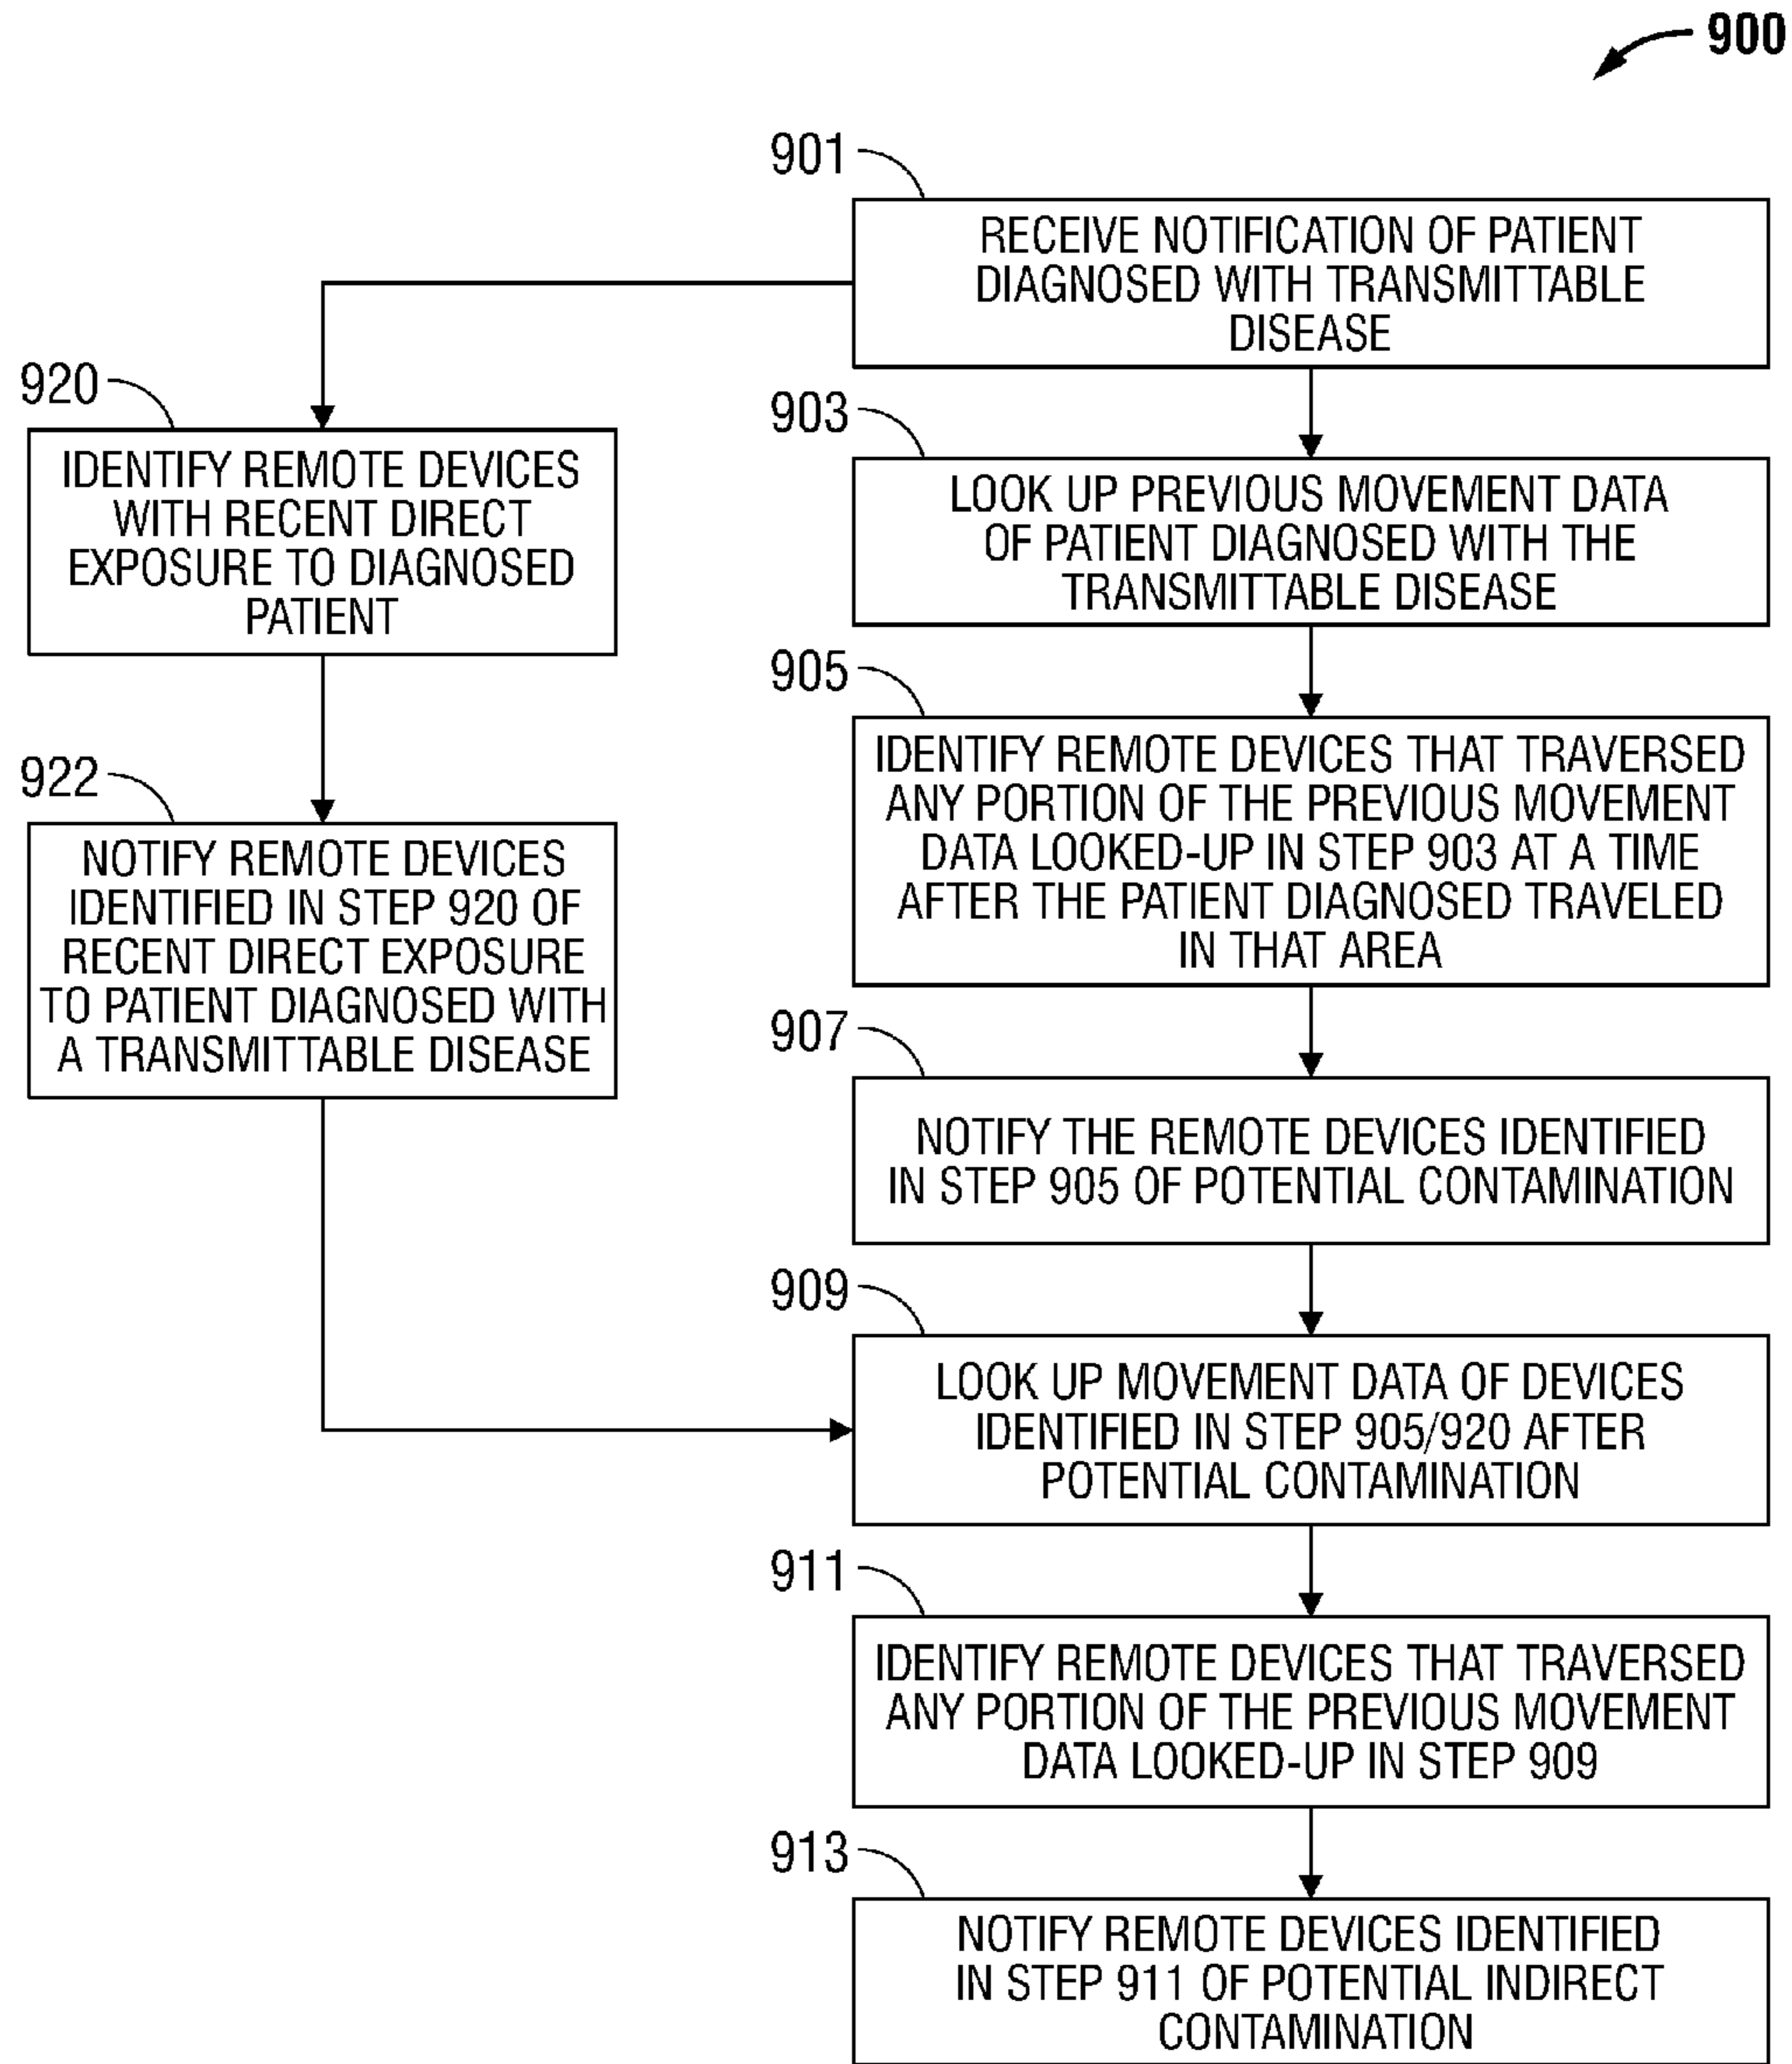 900
901
RECEIVE NOTIFICATION OF PATIENT
DIAGNOSED WITH TRANSMITTABLE
DISEASE
920
IDENTIFY REMOTE DEVICES
WITH RECENT DIRECT
EXPOSURE TO DIAGNOSED
PATIENT
903
LOOK UP PREVIOUS MOVEMENT DATA
OF PATIENT DIAGNOSED WITH THE
TRANSMITTABLE DISEASE
922
NOTIFY REMOTE DEVICES
IDENTIFIED IN STEP 920 OF
RECENT DIRECT EXPOSURE
TO PATIENT DIAGNOSED WITH
A TRANSMITTABLE DISEASE
905
IDENTIFY REMOTE DEVICES THAT TRAVERSED
ANY PORTION OF THE PREVIOUS MOVEMENT
DATA LOOKED-UP IN STEP 903 AT A TIME
AFTER THE PATIENT DIAGNOSED TRAVELED
IN THAT AREA
907
NOTIFY THE REMOTE DEVICES IDENTIFIED
IN STEP 905 OF POTENTIAL CONTAMINATION
909
LOOK UP MOVEMENT DATA OF DEVICES
IDENTIFIED IN STEP 905/920 AFTER
POTENTIAL CONTAMINATION
911
IDENTIFY REMOTE DEVICES THAT TRAVERSED
ANY PORTION OF THE PREVIOUS MOVEMENT
DATA LOOKED-UP IN STEP 909
913
NOTIFY REMOTE DEVICES IDENTIFIED
IN STEP 911 OF POTENTIAL INDIRECT
CONTAMINATION